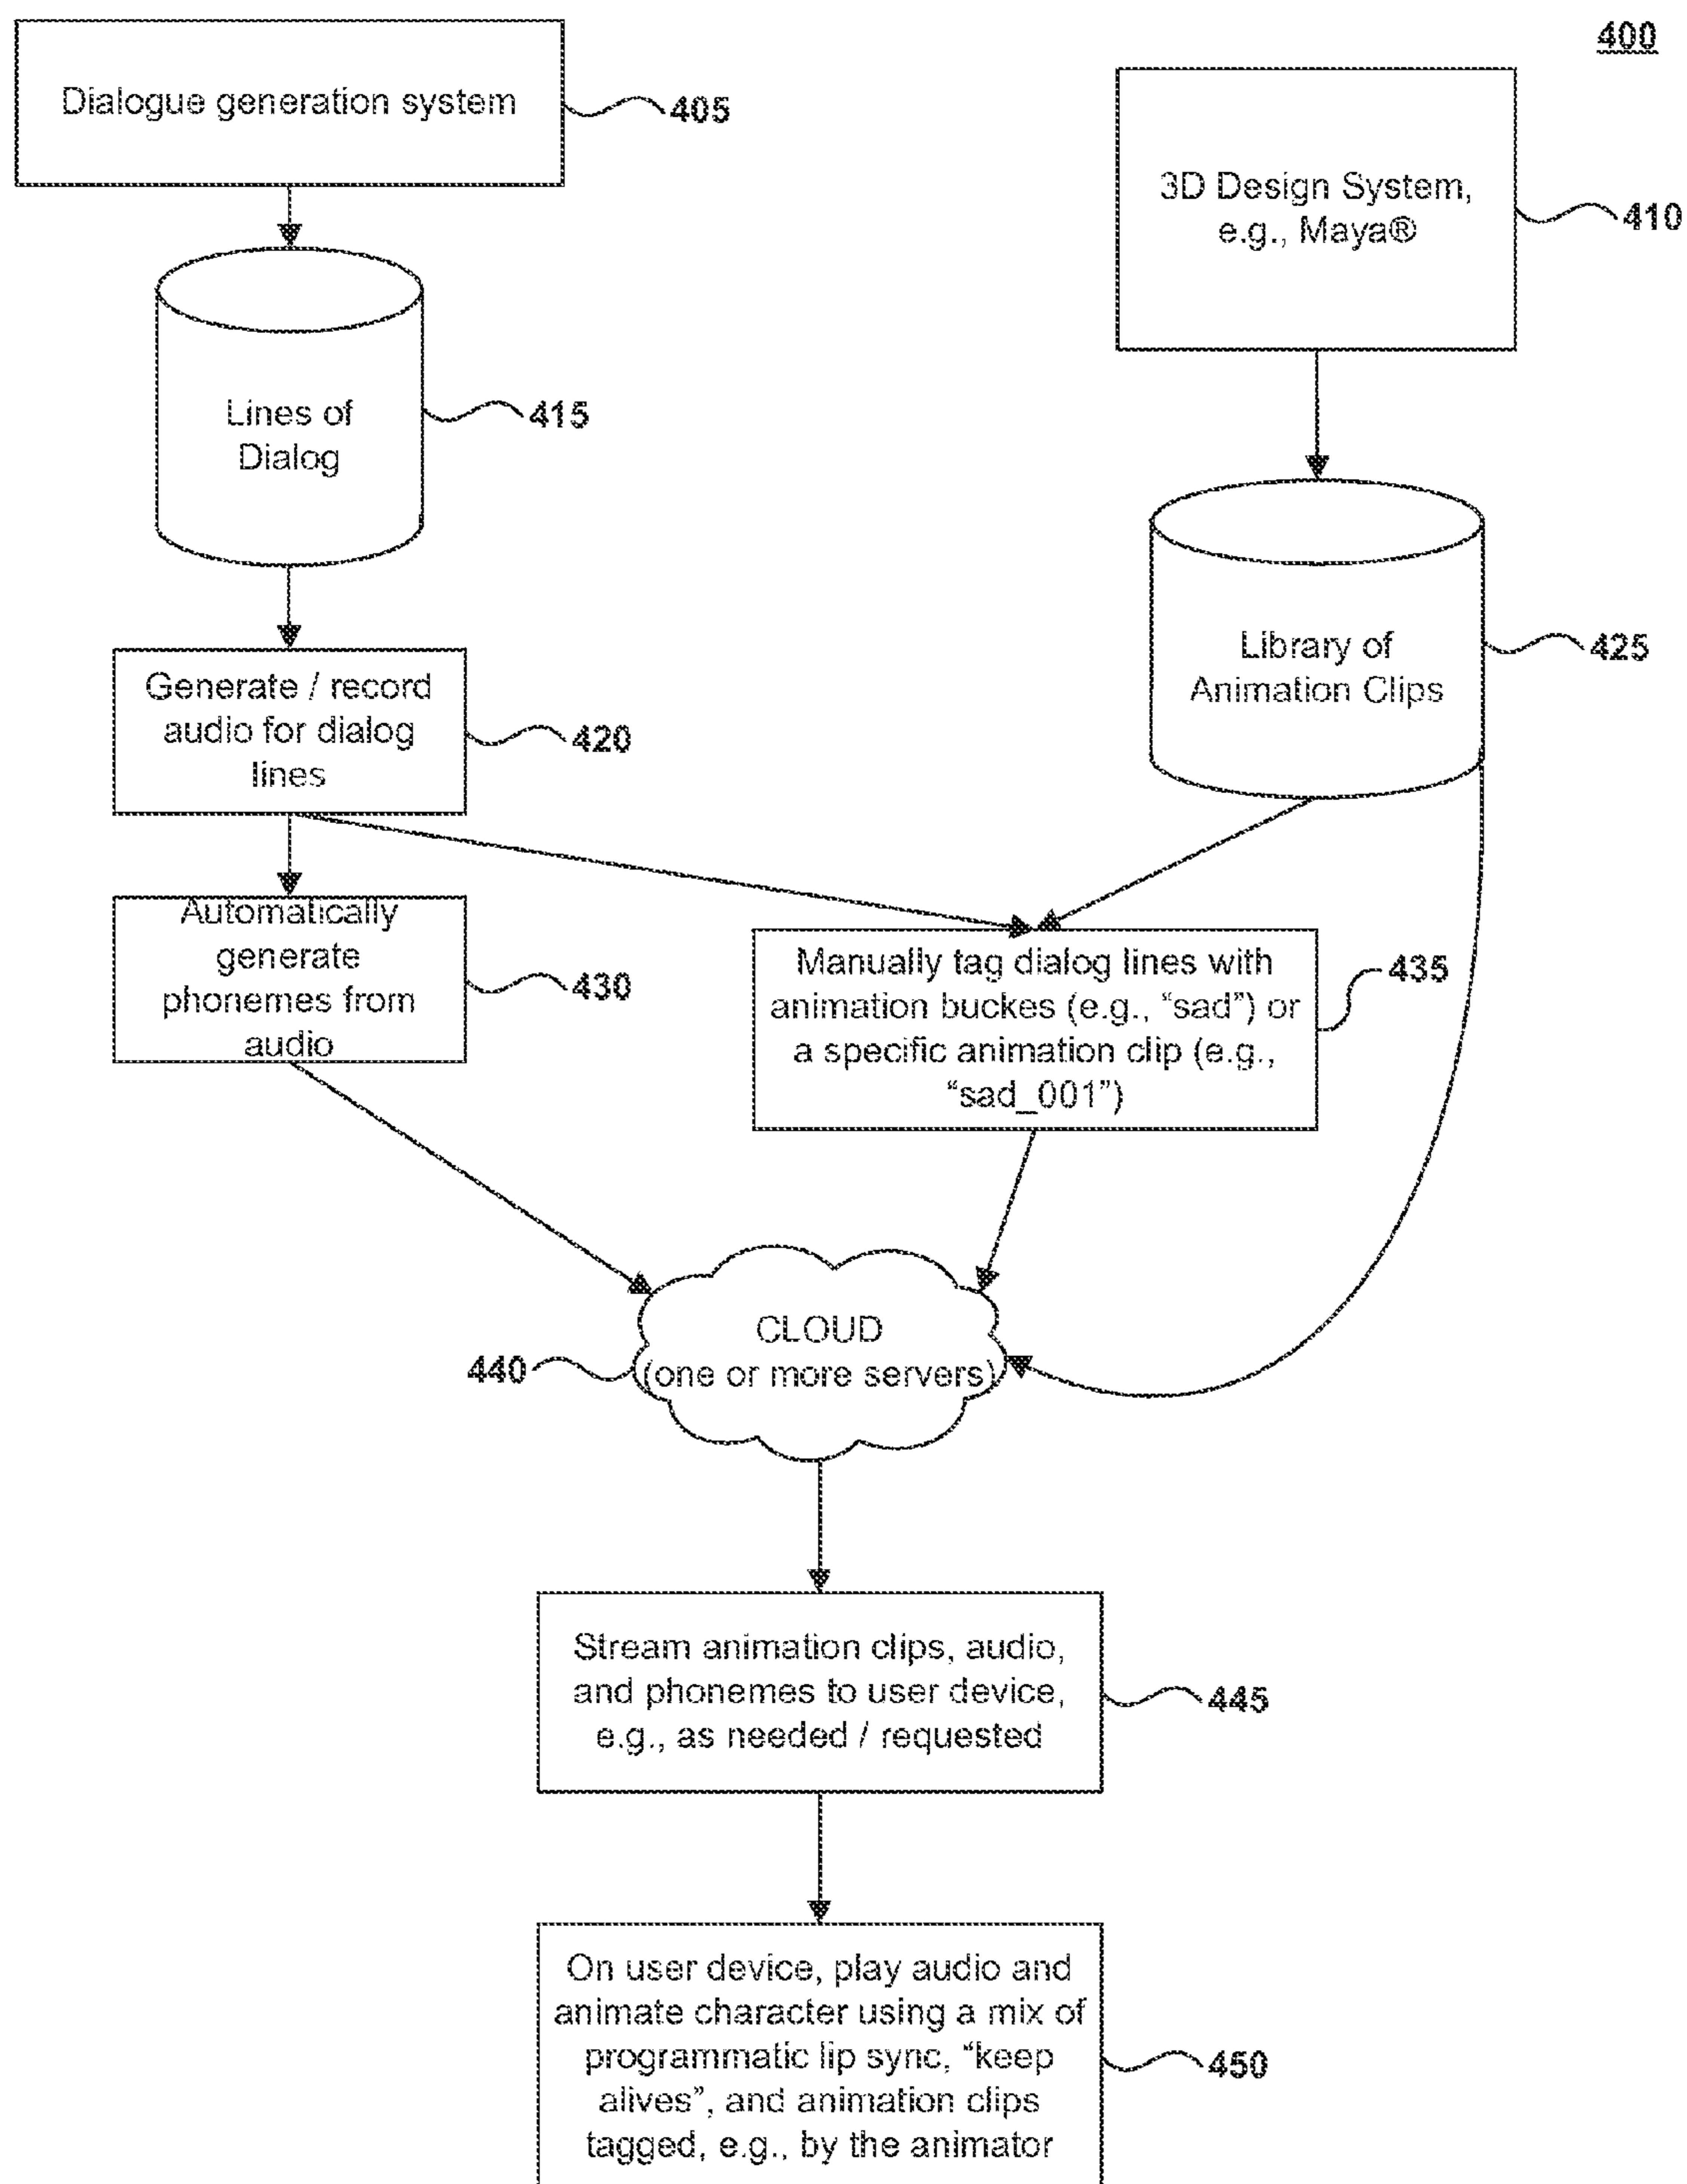 400
Dialogue generation system
405
3D Design System,
e.g., Maya®
410
Lines of
Dialog
415
Library of
Animation Clips
425
Generate / record
audio for dialog
lines
420
Automatically
generate
phonemes from
audio
430
Manually tag dialog lines with
animation buckes (e.g., “sad”) or
a specific animation clip (e.g.,
“sad_001”)
435
CLOUD
(one or more servers)
440
Stream animation clips, audio,
and phonemes to user device,
e.g., as needed / requested
445
On user device, play audio and
animate character using a mix of
programmatic lip sync, “keep
alives”, and animation clips
tagged, e.g., by the animator
450